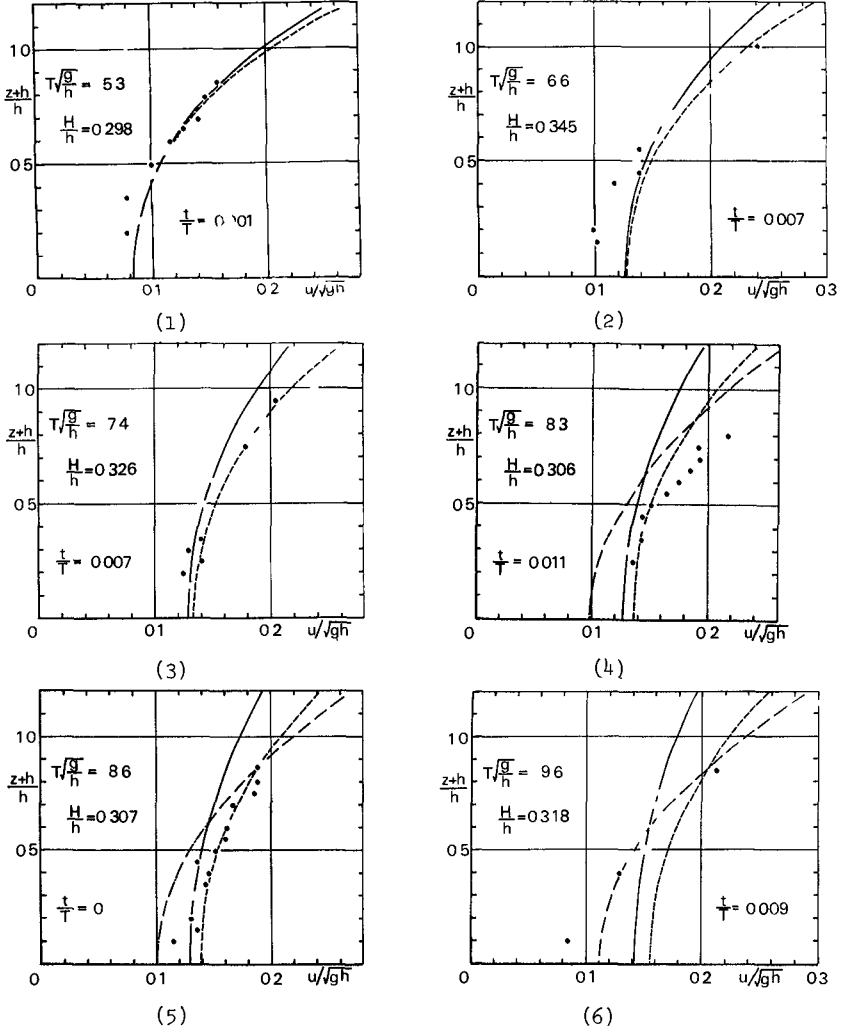 10
T√g/h = 53
z+h/h
H/h = 0298
05
t/T = 0 01
0 01 02 u/√gh
(1)
10
T√g/h = 66
z+h/h
H/h = 0345
05
t/T = 0007
0 01 02 u/√gh 03
(2)
10
T√g/h = 74
z+h/h
H/h = 0326
05
t/T = 0007
0 01 02 u/√gh
(3)
10
T√g/h = 83
z+h/h
H/h = 0306
05
t/T = 0011
0 01 02 u/√gh
(4)
10
T√g/h = 86
z+h/h
H/h = 0307
05
t/T = 0
0 01 02 u/√gh
(5)
10
T√g/h = 96
z+h/h
H/h = 0318
05
t/T = 0009
0 01 02 u/√gh 03
(6)